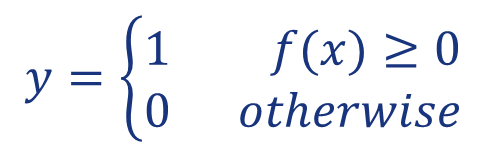 y = { 1 f(x) ≥ 0
0 otherwise